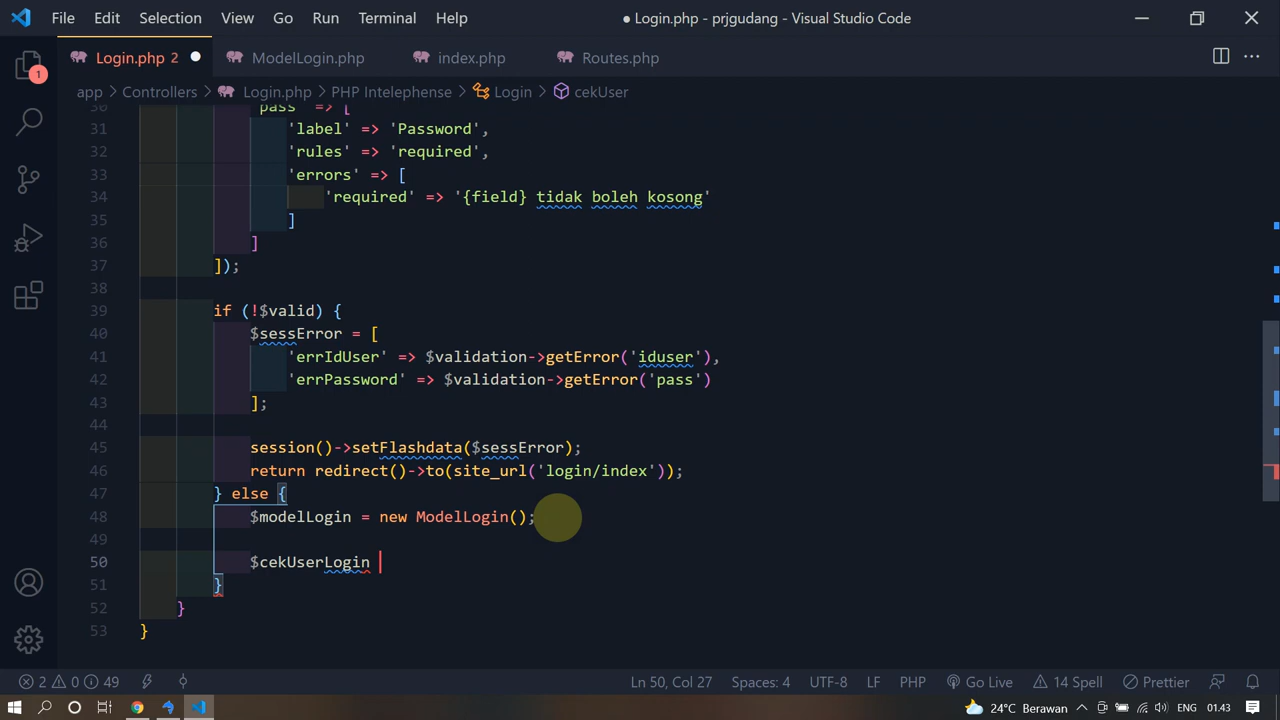 File Edit Selection View Go Run Terminal Help
● Login.php - prjgudang - Visual Studio Code
Login.php 2 ModelLogin.php index.php Routes.php
1
app > Controllers > Login.php > PHP Intelephense > Login > cekUser
30 'pass' => [
31 'label' => 'Password',
32 'rules' => 'required',
33 'errors' => [
34 'required' => '{field} tidak boleh kosong'
35 ]
36 ]
37 ]);
38
39 if (!$valid) {
40 $sessError = [
41 'errIdUser' => $validation->getError('iduser'),
42 'errPassword' => $validation->getError('pass')
43 ];
44
45 session()->setFlashdata($sessError);
46 return redirect()->to(site_url('login/index'));
47 } else {
48 $modelLogin = new ModelLogin();
49
50 $cekUserLogin
51 }
52 }
53 }
2 0 49 Ln 50, Col 27 Spaces: 4 UTF-8 LF PHP Go Live 14 Spell Prettier
24°C Berawan ENG 01.43